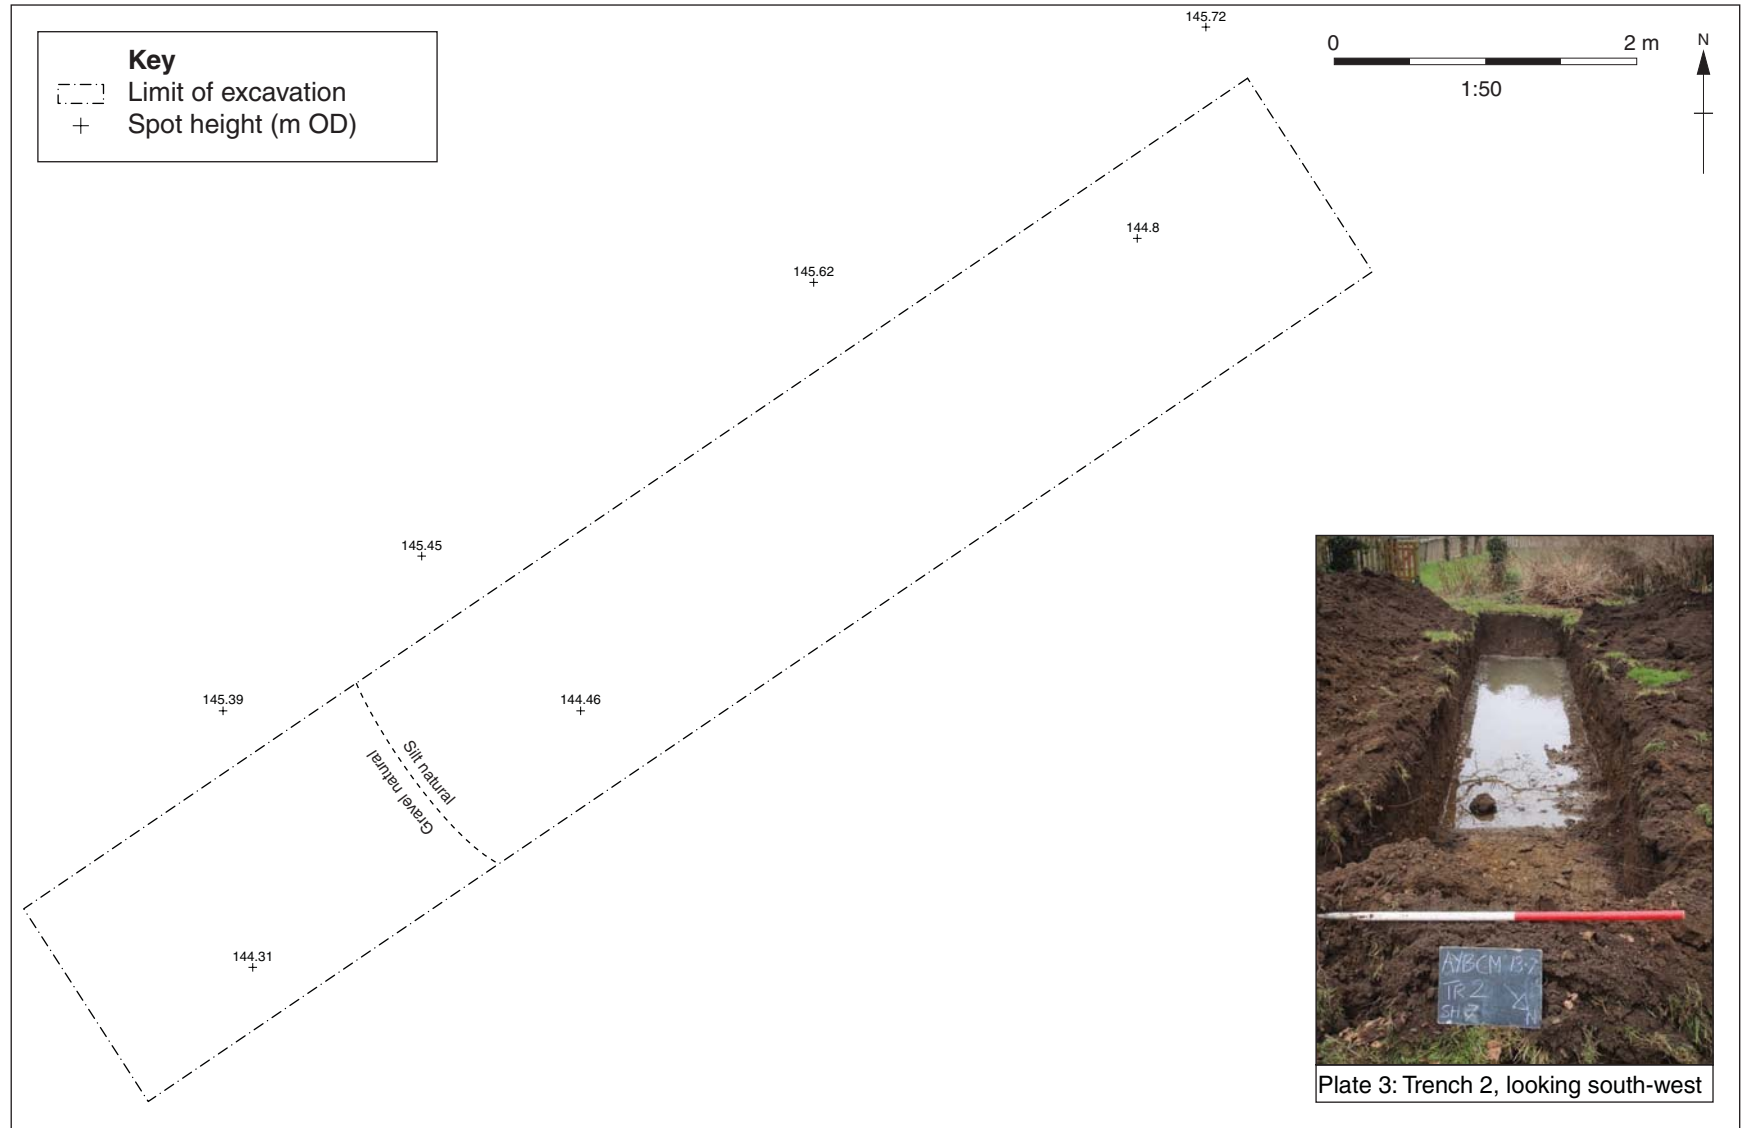 Key
Limit of excavation
Spot height (m OD)
145.72
0 2 m
1:50
N
144.8
145.62
145.45
145.39
144.46
Silt natural
Gravel natural
144.31
AYBCM 13.7
TR 2
SH
N
Plate 3: Trench 2, looking south-west